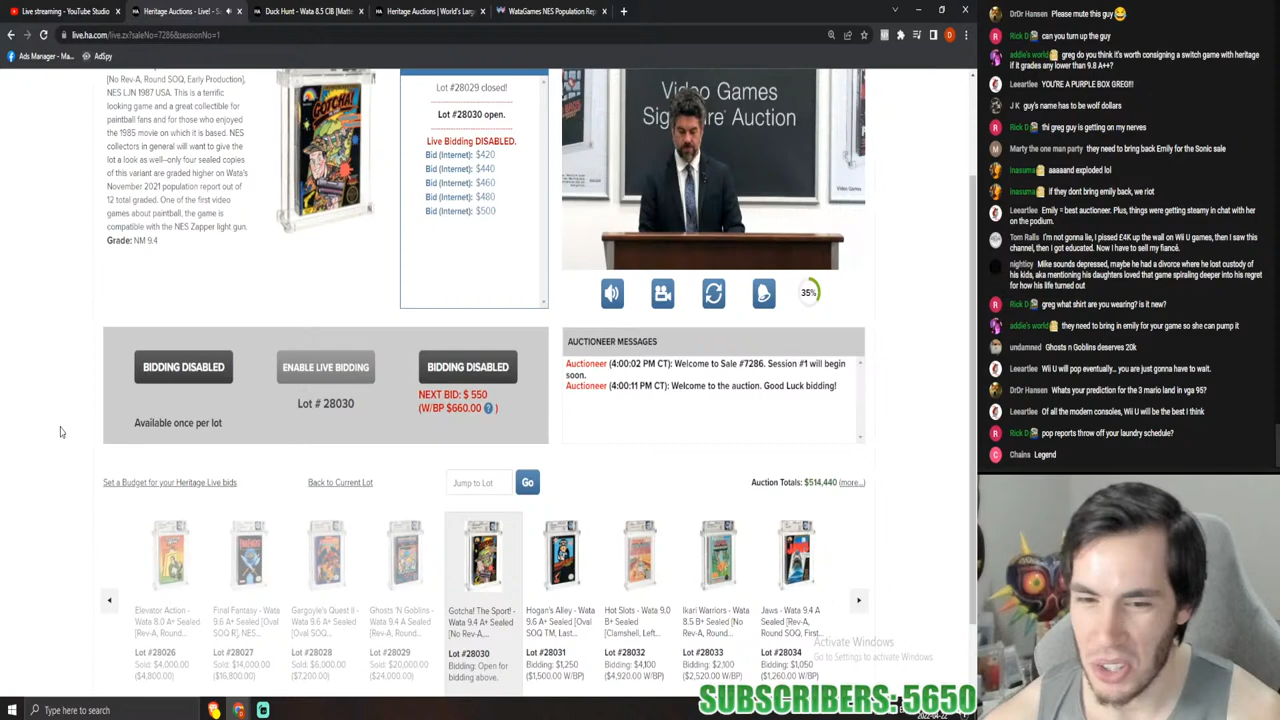 Live streaming - YouTube Studio
Heritage Auctions - Live! - S
Duck Hunt - Wata 8.5 CIB [Matte
Heritage Auctions | World's Larg
WataGames NES Population Rep
live.ha.com/live.zx?saleNo=7286&sessionNo=1
Ads Manager - Ma...
AdSpy
[No Rev-A, Round SOQ, Early Production],
NES LJN 1987 USA. This is a terrific
looking game and a great collectible for
paintball fans and for those who enjoyed
the 1985 movie on which it is based. NES
collectors in general will want to give the
lot a look as well–only four sealed copies
of this variant are graded higher on Wata's
November 2021 population report out of
12 total graded. One of the first video
games about paintball, the game is
compatible with the NES Zapper light gun.
Grade: NM 9.4
GOTCHA!
Lot #28029 closed!
Lot #28030 open.
Live Bidding DISABLED.
Bid (Internet): $420
Bid (Internet): $440
Bid (Internet): $460
Bid (Internet): $480
Bid (Internet): $500
Video Games
Signature Auction
Video Games
35%
BIDDING DISABLED
ENABLE LIVE BIDDING
BIDDING DISABLED
Lot # 28030
NEXT BID: $ 550
(W/BP $660.00 ?)
Available once per lot
AUCTIONEER MESSAGES
Auctioneer (4:00:02 PM CT): Welcome to Sale #7286. Session #1 will begin
soon.
Auctioneer (4:00:11 PM CT): Welcome to the auction. Good Luck bidding!
Set a Budget for your Heritage Live bids
Back to Current Lot
Jump to Lot
Go
Auction Totals: $514,440 (more...)
Elevator Action -
Wata 8.0 A+ Sealed
[Rev-A, Round...
Lot #28026
Sold: $4,000.00
($4,800.00)
Final Fantasy - Wata
9.6 A+ Sealed [Oval
SOQ R], NES...
Lot #28027
Sold: $14,000.00
($16,800.00)
Gargoyle's Quest II -
Wata 9.6 A+ Sealed
[Oval SOQ...
Lot #28028
Sold: $6,000.00
($7,200.00)
Ghosts 'N Goblins -
Wata 9.4 A Sealed
[Rev-A, Round...
Lot #28029
Sold: $20,000.00
($24,000.00)
Gotcha! The Sport! -
Wata 9.4 A+ Sealed
[No Rev-A,...
Lot #28030
Bidding: Open for
bidding above.
Hogan's Alley - Wata
9.6 A+ Sealed [Oval
SOQ TM, Last...
Lot #28031
Bidding: $1,250
($1,500.00 W/BP)
Hot Slots - Wata 9.0
B+ Sealed
[Clamshell, Left...
Lot #28032
Bidding: $4,100
($4,920.00 W/BP)
Ikari Warriors - Wata
8.5 B+ Sealed [No
Rev-A, Round...
Lot #28033
Bidding: $2,100
($2,520.00 W/BP)
Jaws - Wata 9.4 A
Sealed [Rev-A,
Round SOQ, First...
Lot #28034
Bidding: $1,050
($1,260.00 W/BP)
Activate Windows
Go to Settings to activate Windows.
SUBSCRIBERS: 5650
Type here to search
DrDr Hansen Please mute this guy
Rick D can you turn up the guy
addie's world greg do you think it's worth consigning a switch game with heritage
if it grades any lower than 9.8 A++?
Leeartlee YOU'RE A PURPLE BOX GREG!!!
J K guy's name has to be wolf dollars
Rick D thi greg guy is getting on my nerves
Marty the one man party they need to bring back Emily for the Sonic sale
inasuma aaaaand exploded lol
inasuma if they dont bring emily back, we riot
Leeartlee Emily = best auctioneer. Plus, things were getting steamy in chat with her
on the podium.
Tom Ralls I'm not gonna lie, I pissed £4K up the wall on Wii U games, then I saw this
channel, then I got educated. Now I have to sell my fiancé.
nighticy Mike sounds depressed, maybe he had a divorce where he lost custody of
his kids, aka mentioning his daughters loved that game spiraling deeper into his regret
for how his life turned out
Rick D greg what shirt are you wearing? is it new?
addie's world they need to bring in emily for your game so she can pump it
undamned Ghosts n Goblins deserves 20k
Leeartlee Wii U will pop eventually... you are just gonna have to wait.
DrDr Hansen Whats your prediction for the 3 mario land in vga 95?
Leeartlee Of all the modern consoles, Wii U will be the best I think
Rick D pop reports throw off your laundry schedule?
Chains Legend